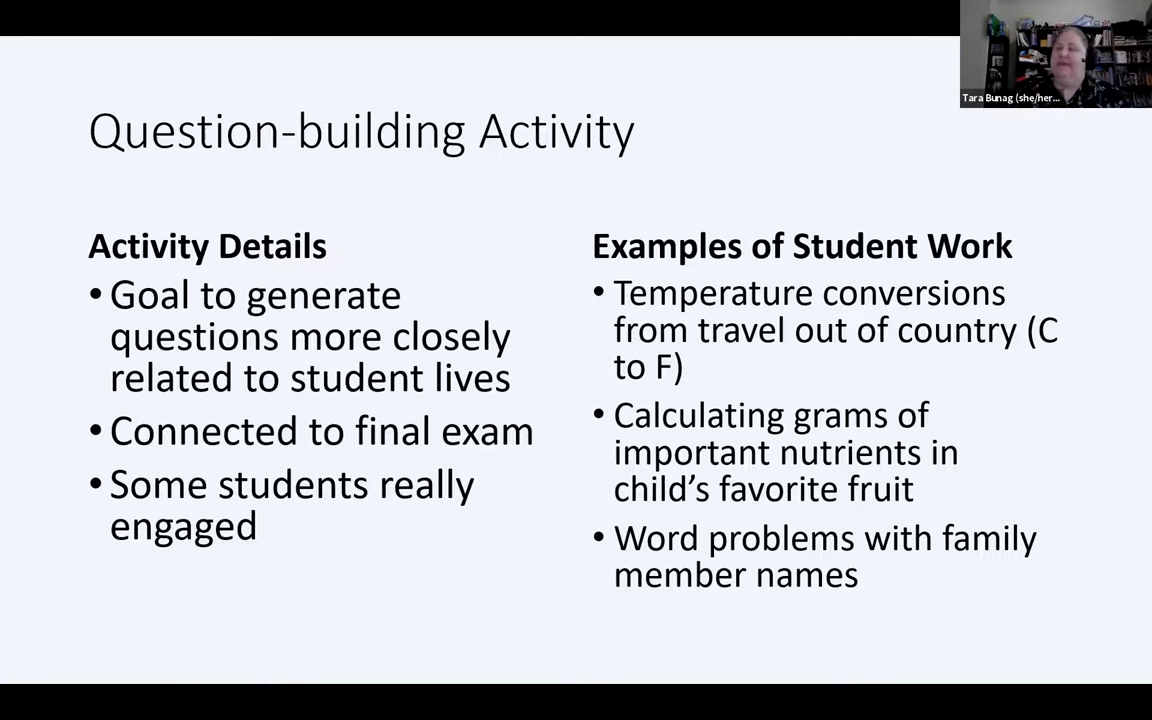 Tara Bunag (she/her...
Question-building Activity
Activity Details
• Goal to generate
questions more closely
related to student lives
• Connected to final exam
• Some students really
engaged
Examples of Student Work
• Temperature conversions
from travel out of country (C
to F)
• Calculating grams of
important nutrients in
child’s favorite fruit
• Word problems with family
member names